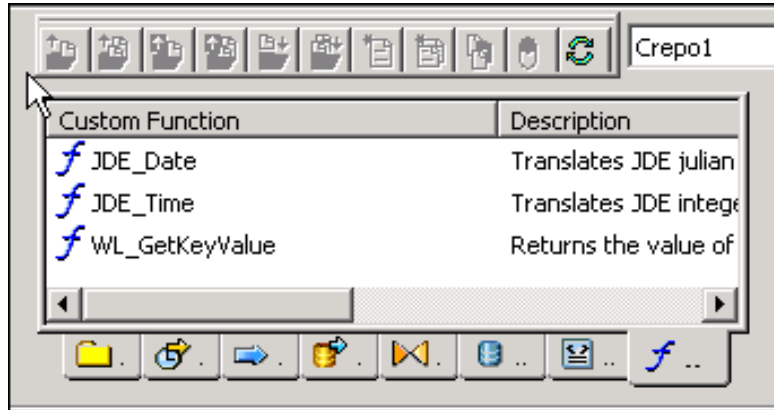 Crepo1
Custom Function Description
JDE_Date Translates JDE julian
JDE_Time Translates JDE intege
WL_GetKeyValue Returns the value of
. . . . . .. .. ..